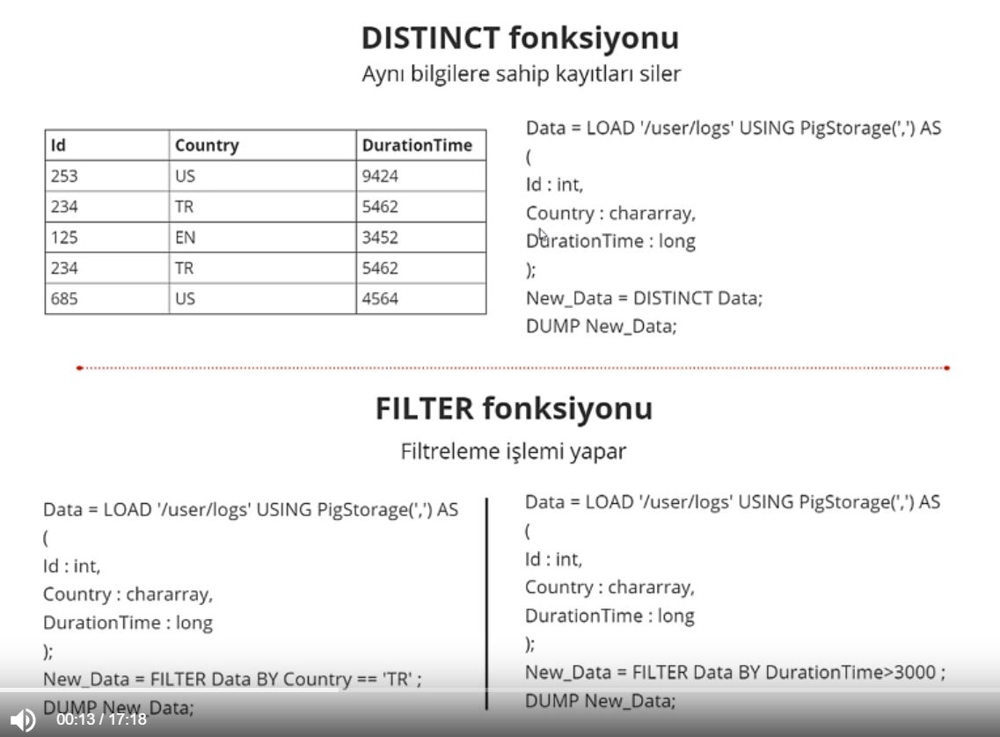 DISTINCT fonksiyonu
Aynı bilgilere sahip kayıtları siler
Id Country DurationTime
253 US 9424
234 TR 5462
125 EN 3452
234 TR 5462
685 US 4564
Data = LOAD '/user/logs' USING PigStorage(',') AS
(
Id : int,
Country : chararray,
DurationTime : long
);
New_Data = DISTINCT Data;
DUMP New_Data;
FILTER fonksiyonu
Filtreleme işlemi yapar
Data = LOAD '/user/logs' USING PigStorage(',') AS
(
Id : int,
Country : chararray,
DurationTime : long
);
New_Data = FILTER Data BY Country == 'TR' ;
DUMP New_Data;
Data = LOAD '/user/logs' USING PigStorage(',') AS
(
Id : int,
Country : chararray,
DurationTime : long
);
New_Data = FILTER Data BY DurationTime>3000 ;
DUMP New_Data;
00:13 / 17:18